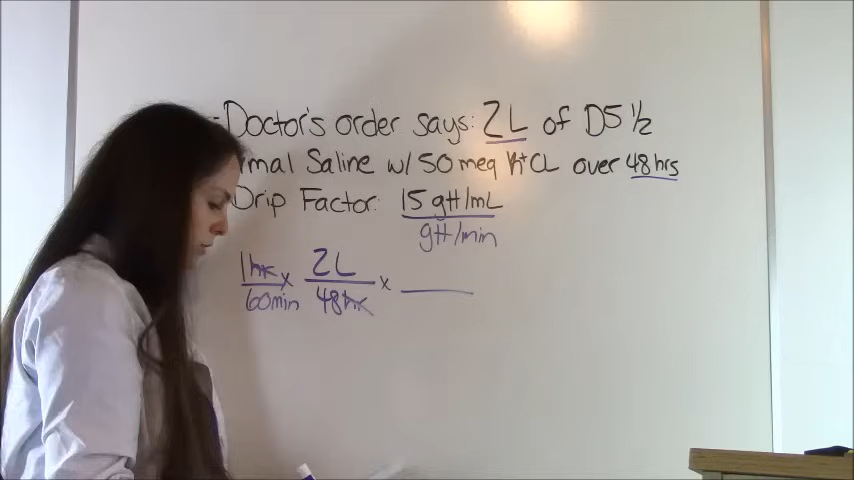 Doctor's order says: 2L of D5 1/2
rmal Saline w/ 50 meq K+CL over 48 hrs
Drip Factor: 15 gtt/mL
gtt/min
1hr x 2L x
60min 48hr